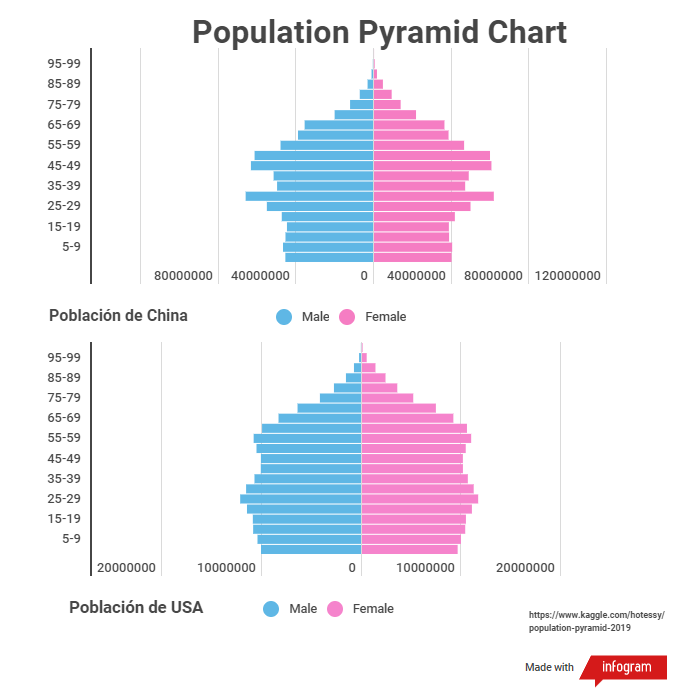 Population Pyramid Chart
95-99
85-89
75-79
65-69
55-59
45-49
35-39
25-29
15-19
5-9
80000000 40000000 0 40000000 80000000 120000000
Población de China Male Female
95-99
85-89
75-79
65-69
55-59
45-49
35-39
25-29
15-19
5-9
20000000 10000000 0 10000000 20000000
Población de USA Male Female
https://www.kaggle.com/hotessy/
population-pyramid-2019
Made with infogram